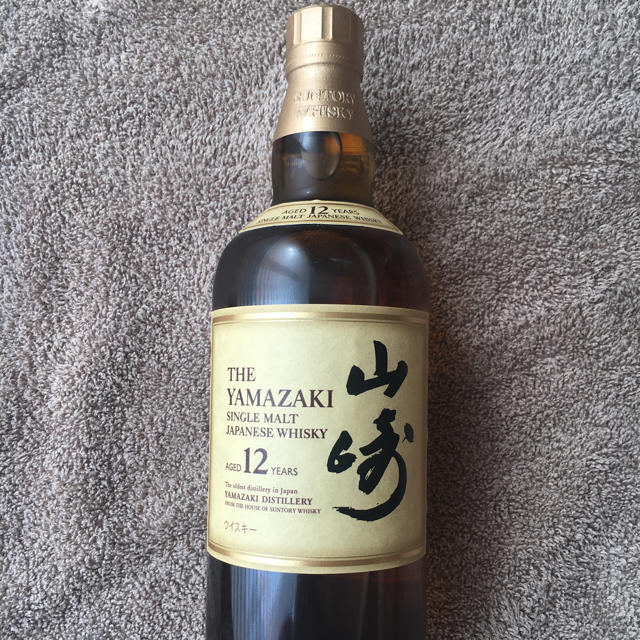 SUNTORY
WHISKY
AGED 12 YEARS
SINGLE MALT JAPANESE WHISKY
THE
YAMAZAKI
SINGLE MALT
JAPANESE WHISKY
AGED 12 YEARS
The oldest distillery in Japan
YAMAZAKI DISTILLERY
FROM THE HOUSE OF SUNTORY WHISKY
ウイスキー
山崎